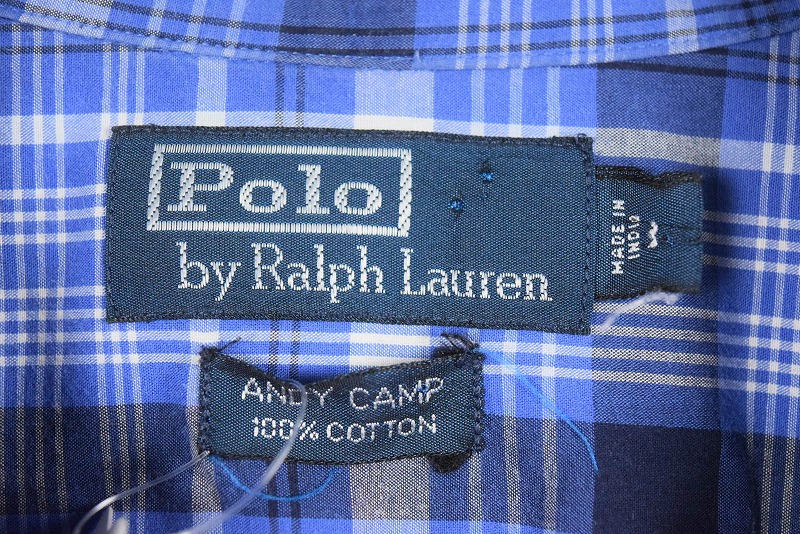 Polo
by Ralph Lauren
MADE IN
INDIA
ANDY CAMP
100% COTTON